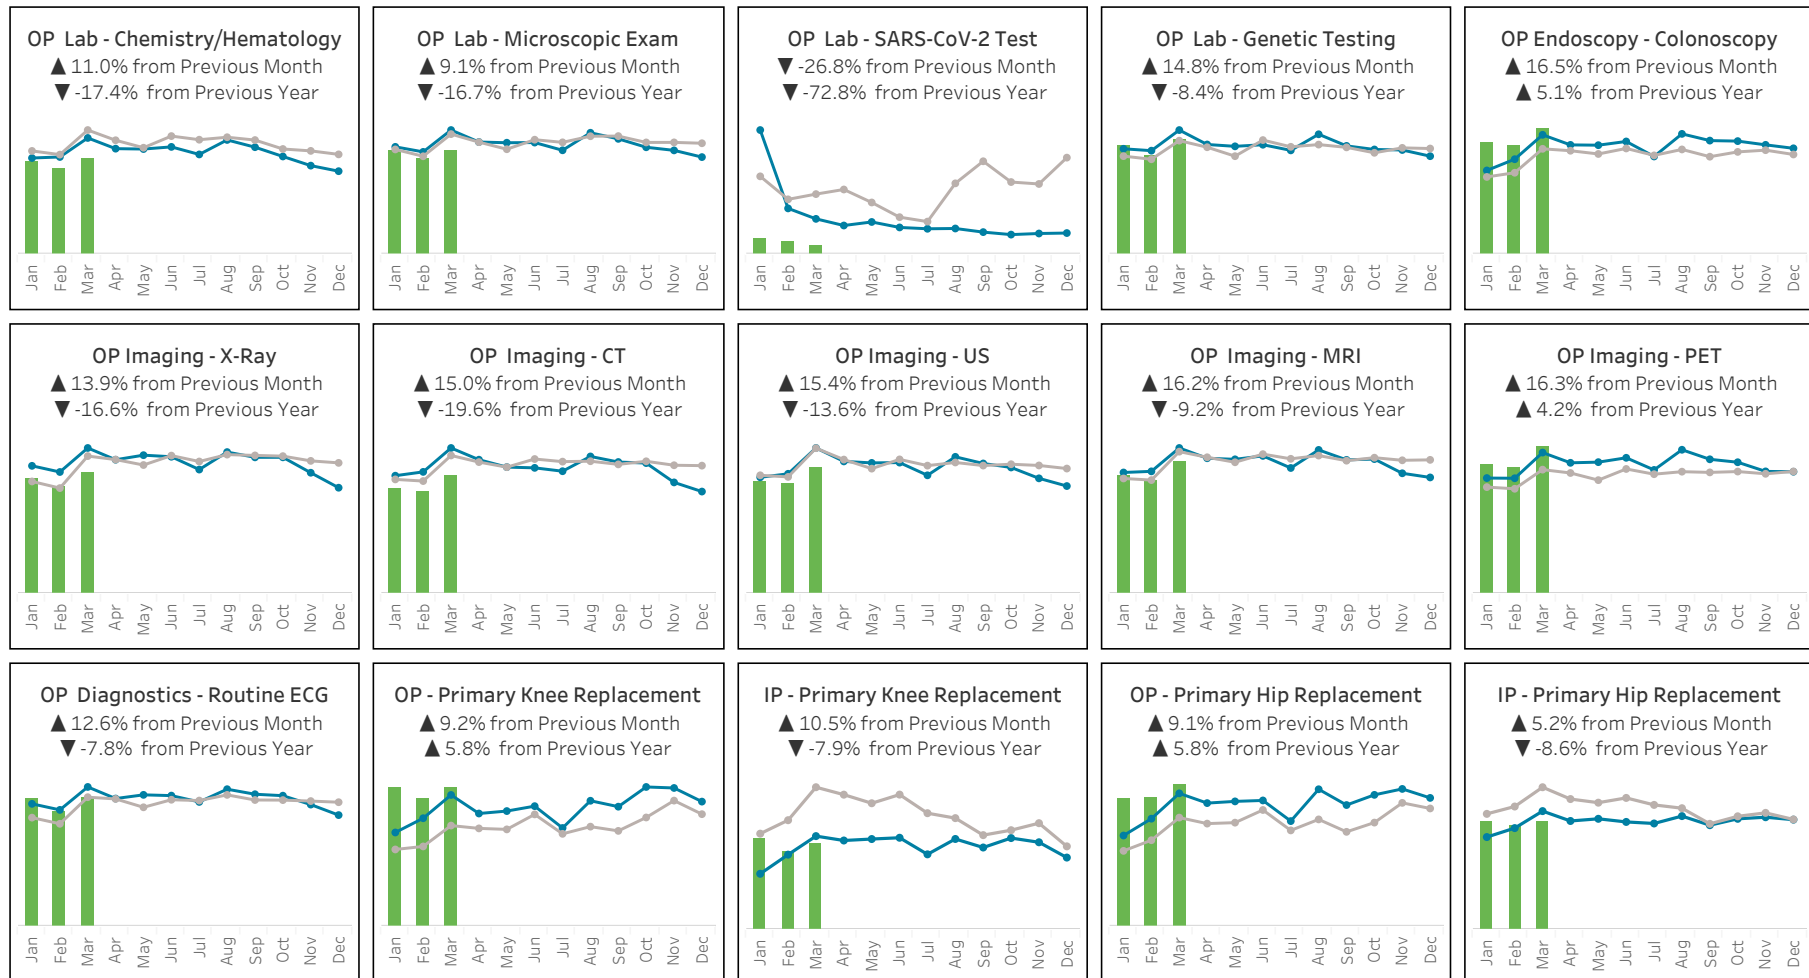 OP Lab - Chemistry/Hematology
▲ 11.0% from Previous Month
▼ -17.4% from Previous Year
Jan Feb Mar Apr May Jun Jul Aug Sep Oct Nov Dec
OP Lab - Microscopic Exam
▲ 9.1% from Previous Month
▼ -16.7% from Previous Year
Jan Feb Mar Apr May Jun Jul Aug Sep Oct Nov Dec
OP Lab - SARS-CoV-2 Test
▼ -26.8% from Previous Month
▼ -72.8% from Previous Year
Jan Feb Mar Apr May Jun Jul Aug Sep Oct Nov Dec
OP Lab - Genetic Testing
▲ 14.8% from Previous Month
▼ -8.4% from Previous Year
Jan Feb Mar Apr May Jun Jul Aug Sep Oct Nov Dec
OP Endoscopy - Colonoscopy
▲ 16.5% from Previous Month
▲ 5.1% from Previous Year
Jan Feb Mar Apr May Jun Jul Aug Sep Oct Nov Dec
OP Imaging - X-Ray
▲ 13.9% from Previous Month
▼ -16.6% from Previous Year
Jan Feb Mar Apr May Jun Jul Aug Sep Oct Nov Dec
OP Imaging - CT
▲ 15.0% from Previous Month
▼ -19.6% from Previous Year
Jan Feb Mar Apr May Jun Jul Aug Sep Oct Nov Dec
OP Imaging - US
▲ 15.4% from Previous Month
▼ -13.6% from Previous Year
Jan Feb Mar Apr May Jun Jul Aug Sep Oct Nov Dec
OP Imaging - MRI
▲ 16.2% from Previous Month
▼ -9.2% from Previous Year
Jan Feb Mar Apr May Jun Jul Aug Sep Oct Nov Dec
OP Imaging - PET
▲ 16.3% from Previous Month
▲ 4.2% from Previous Year
Jan Feb Mar Apr May Jun Jul Aug Sep Oct Nov Dec
OP Diagnostics - Routine ECG
▲ 12.6% from Previous Month
▼ -7.8% from Previous Year
Jan Feb Mar Apr May Jun Jul Aug Sep Oct Nov Dec
OP - Primary Knee Replacement
▲ 9.2% from Previous Month
▲ 5.8% from Previous Year
Jan Feb Mar Apr May Jun Jul Aug Sep Oct Nov Dec
IP - Primary Knee Replacement
▲ 10.5% from Previous Month
▼ -7.9% from Previous Year
Jan Feb Mar Apr May Jun Jul Aug Sep Oct Nov Dec
OP - Primary Hip Replacement
▲ 9.1% from Previous Month
▲ 5.8% from Previous Year
Jan Feb Mar Apr May Jun Jul Aug Sep Oct Nov Dec
IP - Primary Hip Replacement
▲ 5.2% from Previous Month
▼ -8.6% from Previous Year
Jan Feb Mar Apr May Jun Jul Aug Sep Oct Nov Dec